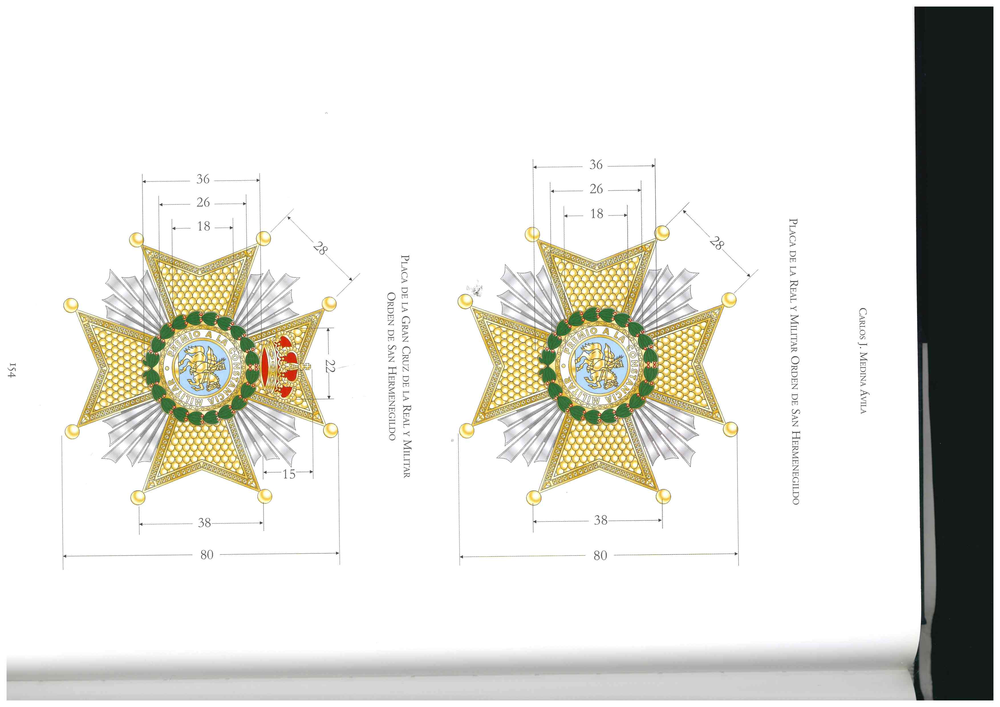 CARLOS J. MEDINA ÁVILA
PLACA DE LA REAL Y MILITAR ORDEN DE SAN HERMENEGILDO
36
26
18
28
PREMIO A LA CONSTANCIA MILITAR
38
80
PLACA DE LA GRAN CRUZ DE LA REAL Y MILITAR
ORDEN DE SAN HERMENEGILDO
36
26
18
28
22
PREMIO A LA CONSTANCIA MILITAR
15
38
80
154